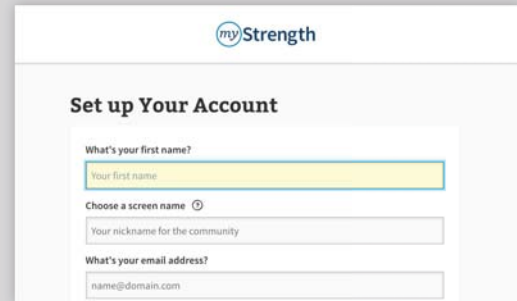 myStrength
Set up Your Account
What's your first name?
Your first name
Choose a screen name ?
Your nickname for the community
What's your email address?
name@domain.com